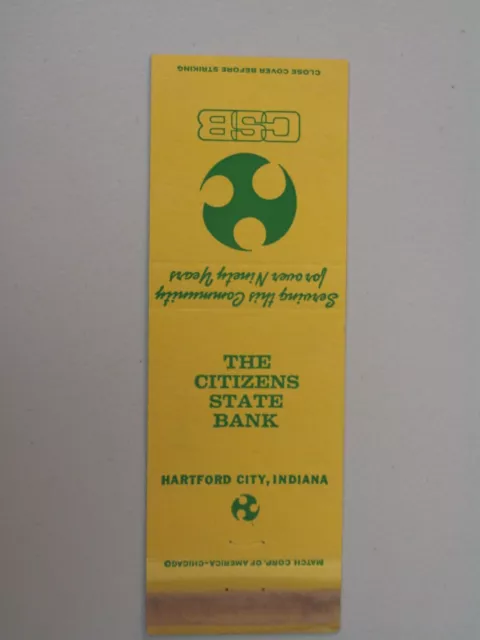 CLOSE COVER BEFORE STRIKING
CSB
Serving this Community
for over Ninety Years
THE
CITIZENS
STATE
BANK
HARTFORD CITY, INDIANA
MATCH CORP. OF AMERICA-CHICAGO